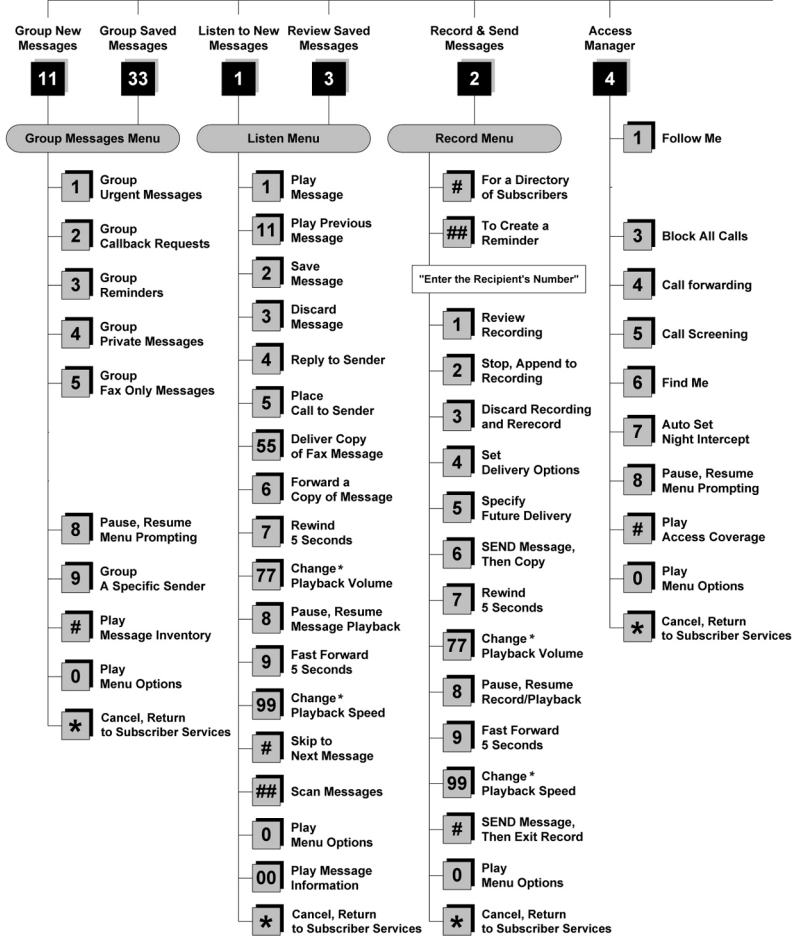 Group New
Messages
11
Group Saved
Messages
33
Listen to New
Messages
1
Review Saved
Messages
3
Record & Send
Messages
2
Access
Manager
4
Group Messages Menu
1
Group
Urgent Messages
2
Group
Callback Requests
3
Group
Reminders
4
Group
Private Messages
5
Group
Fax Only Messages
8
Pause, Resume
Menu Prompting
9
Group
A Specific Sender
#
Play
Message Inventory
0
Play
Menu Options
*
Cancel, Return
to Subscriber Services
Listen Menu
1
Play
Message
11
Play Previous
Message
2
Save
Message
3
Discard
Message
4
Reply to Sender
5
Place
Call to Sender
55
Deliver Copy
of Fax Message
6
Forward a
Copy of Message
7
Rewind
5 Seconds
77
Change*
Playback Volume
8
Pause, Resume
Message Playback
9
Fast Forward
5 Seconds
99
Change*
Playback Speed
#
Skip to
Next Message
##
Scan Messages
0
Play
Menu Options
00
Play Message
Information
*
Cancel, Return
to Subscriber Services
Record Menu
#
For a Directory
of Subscribers
##
To Create a
Reminder
"Enter the Recipient's Number"
1
Review
Recording
2
Stop, Append to
Recording
3
Discard Recording
and Rerecord
4
Set
Delivery Options
5
Specify
Future Delivery
6
SEND Message,
Then Copy
7
Rewind
5 Seconds
77
Change*
Playback Volume
8
Pause, Resume
Record/Playback
9
Fast Forward
5 Seconds
99
Change*
Playback Speed
#
SEND Message,
Then Exit Record
0
Play
Menu Options
*
Cancel, Return
to Subscriber Services
1
Follow Me
3
Block All Calls
4
Call forwarding
5
Call Screening
6
Find Me
7
Auto Set
Night Intercept
8
Pause, Resume
Menu Prompting
#
Play
Access Coverage
0
Play
Menu Options
*
Cancel, Return
to Subscriber Services